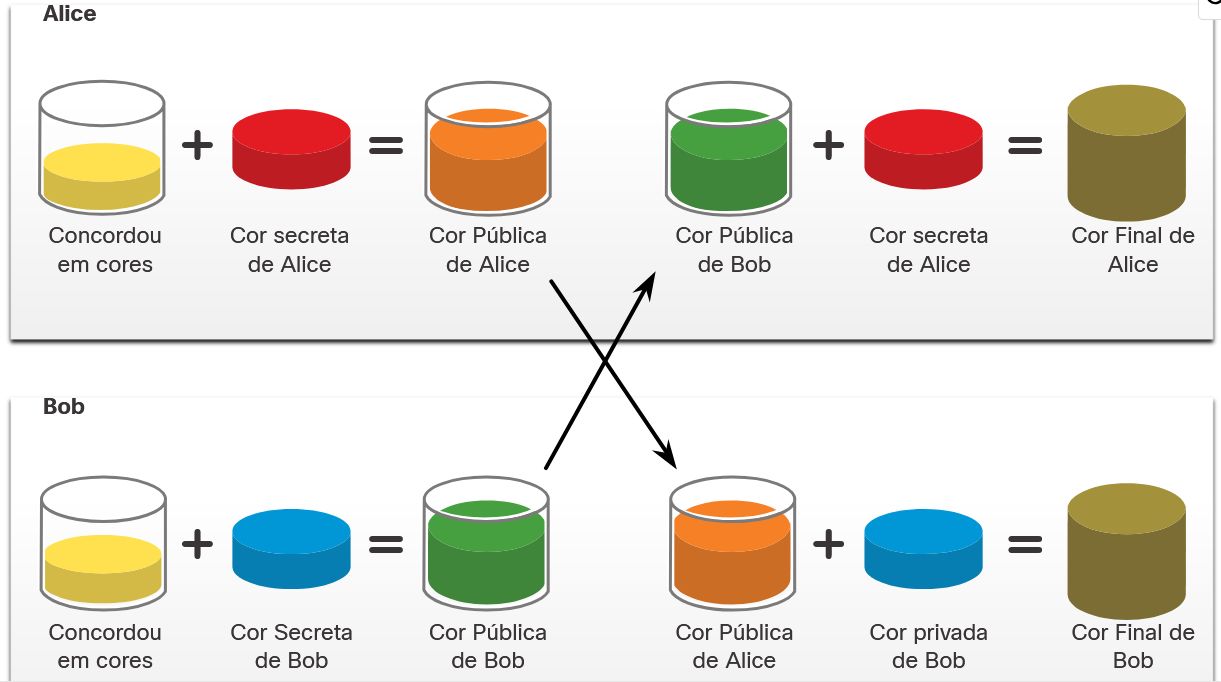 Alice
+ = + =
Concordou Cor secreta Cor Pública Cor Pública Cor secreta Cor Final de
em cores de Alice de Alice de Bob de Alice Alice
Bob
+ = + =
Concordou Cor Secreta Cor Pública Cor Pública Cor privada Cor Final de
em cores de Bob de Bob de Alice de Bob Bob